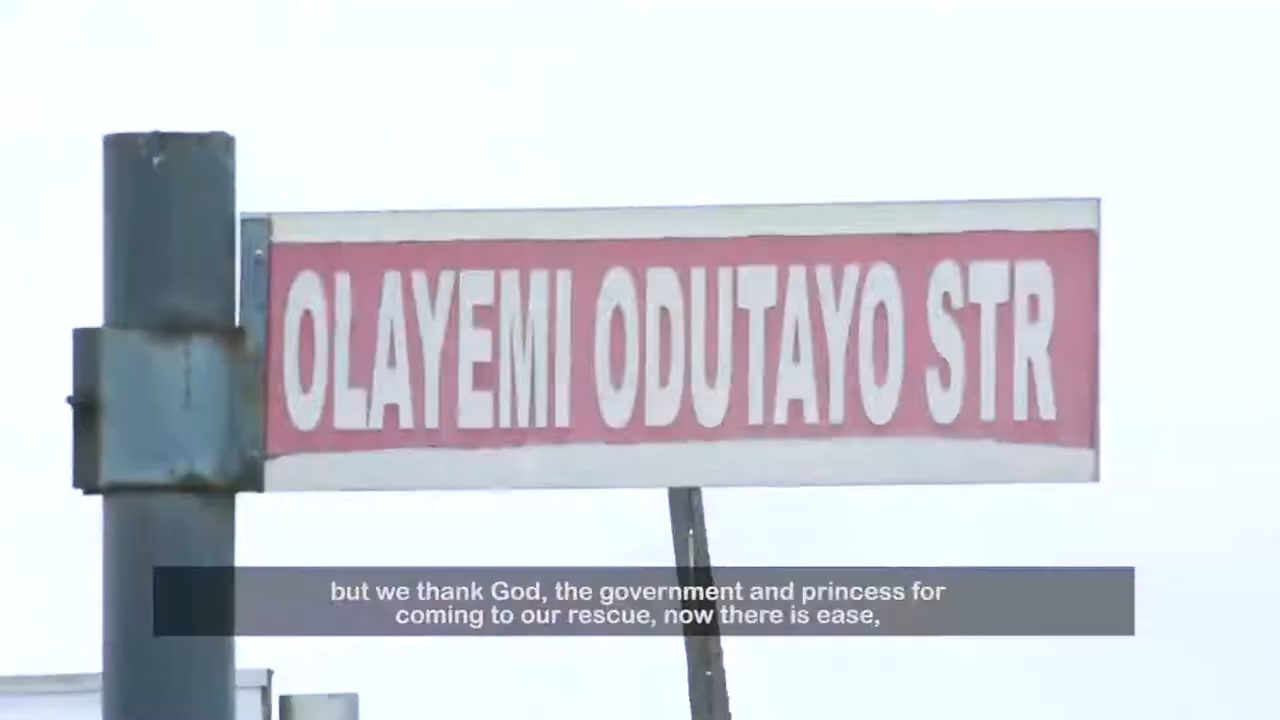 OLAYEMI ODUTAYO STR
but we thank God, the government and princess for
coming to our rescue, now there is ease,